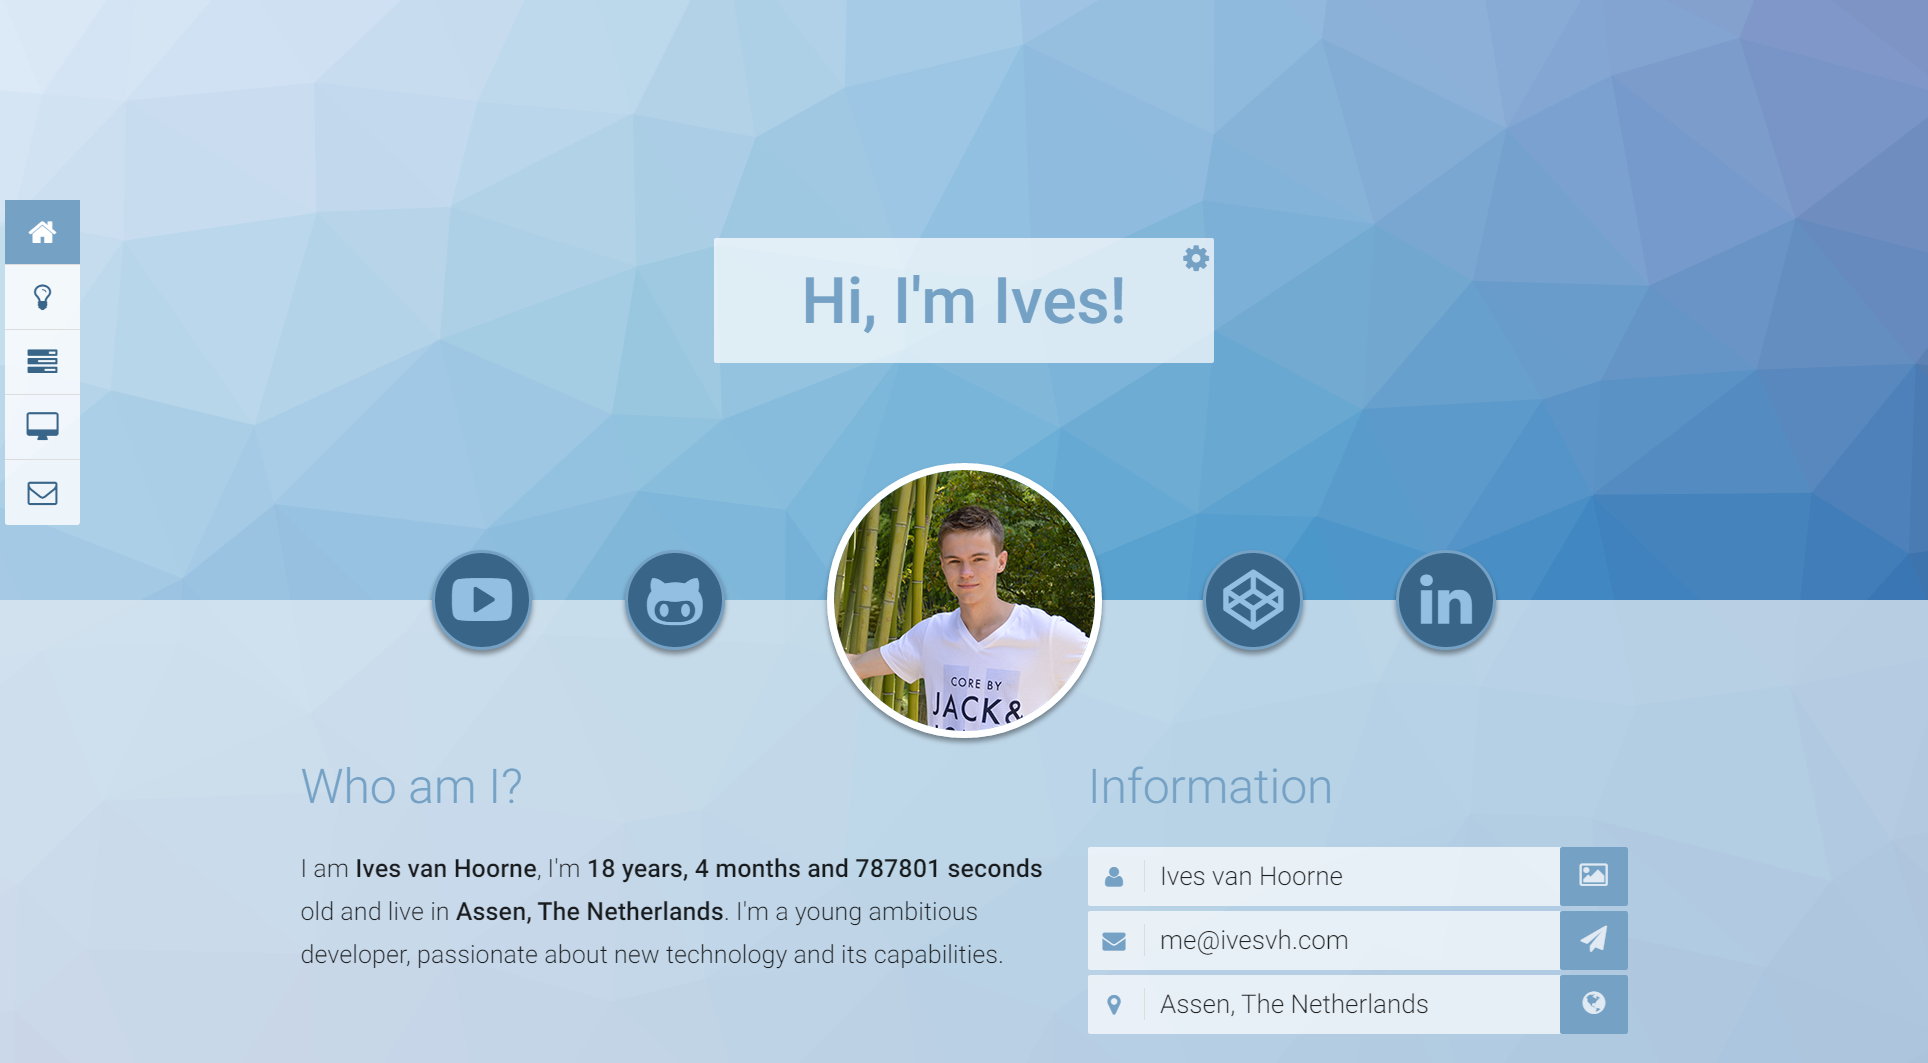 Hi, I'm Ives!
CORE BY
JACK&
Who am I?
I am Ives van Hoorne, I'm 18 years, 4 months and 787801 seconds
old and live in Assen, The Netherlands. I'm a young ambitious
developer, passionate about new technology and its capabilities.
Information
Ives van Hoorne
me@ivesvh.com
Assen, The Netherlands